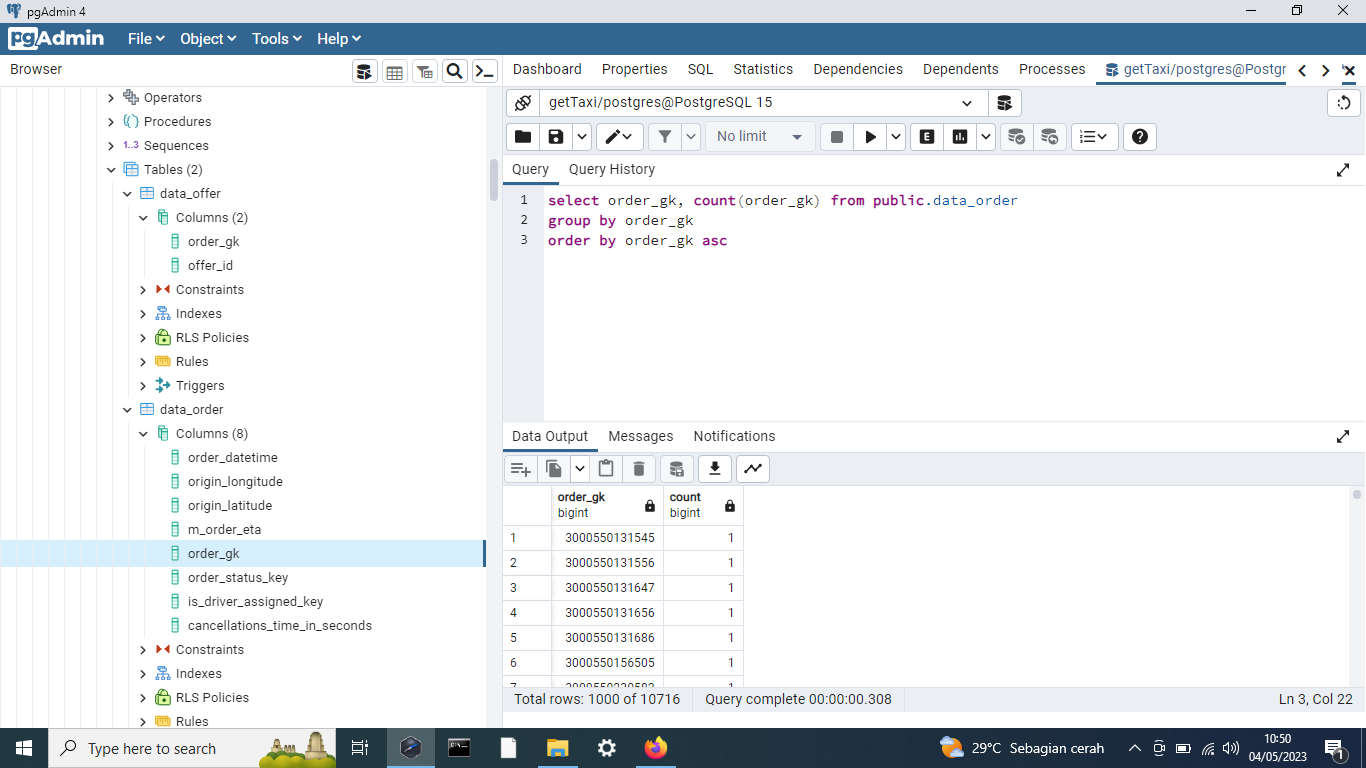 pgAdmin 4
pgAdmin
File Object Tools Help
Browser
Dashboard Properties SQL Statistics Dependencies Dependents Processes getTaxi/postgres@Postgr
Operators
Procedures
1..3 Sequences
Tables (2)
data_offer
Columns (2)
order_gk
offer_id
Constraints
Indexes
RLS Policies
Rules
Triggers
data_order
Columns (8)
order_datetime
origin_longitude
origin_latitude
m_order_eta
order_gk
order_status_key
is_driver_assigned_key
cancellations_time_in_seconds
Constraints
Indexes
RLS Policies
Rules
getTaxi/postgres@PostgreSQL 15
No limit
E
Query Query History
1 select order_gk, count(order_gk) from public.data_order
2 group by order_gk
3 order by order_gk asc
Data Output Messages Notifications
order_gk count
bigint bigint
1 3000550131545 1
2 3000550131556 1
3 3000550131647 1
4 3000550131656 1
5 3000550131686 1
6 3000550156505 1
Total rows: 1000 of 10716 Query complete 00:00:00.308 Ln 3, Col 22
Type here to search
29°C Sebagian cerah
10:50
04/05/2023
1